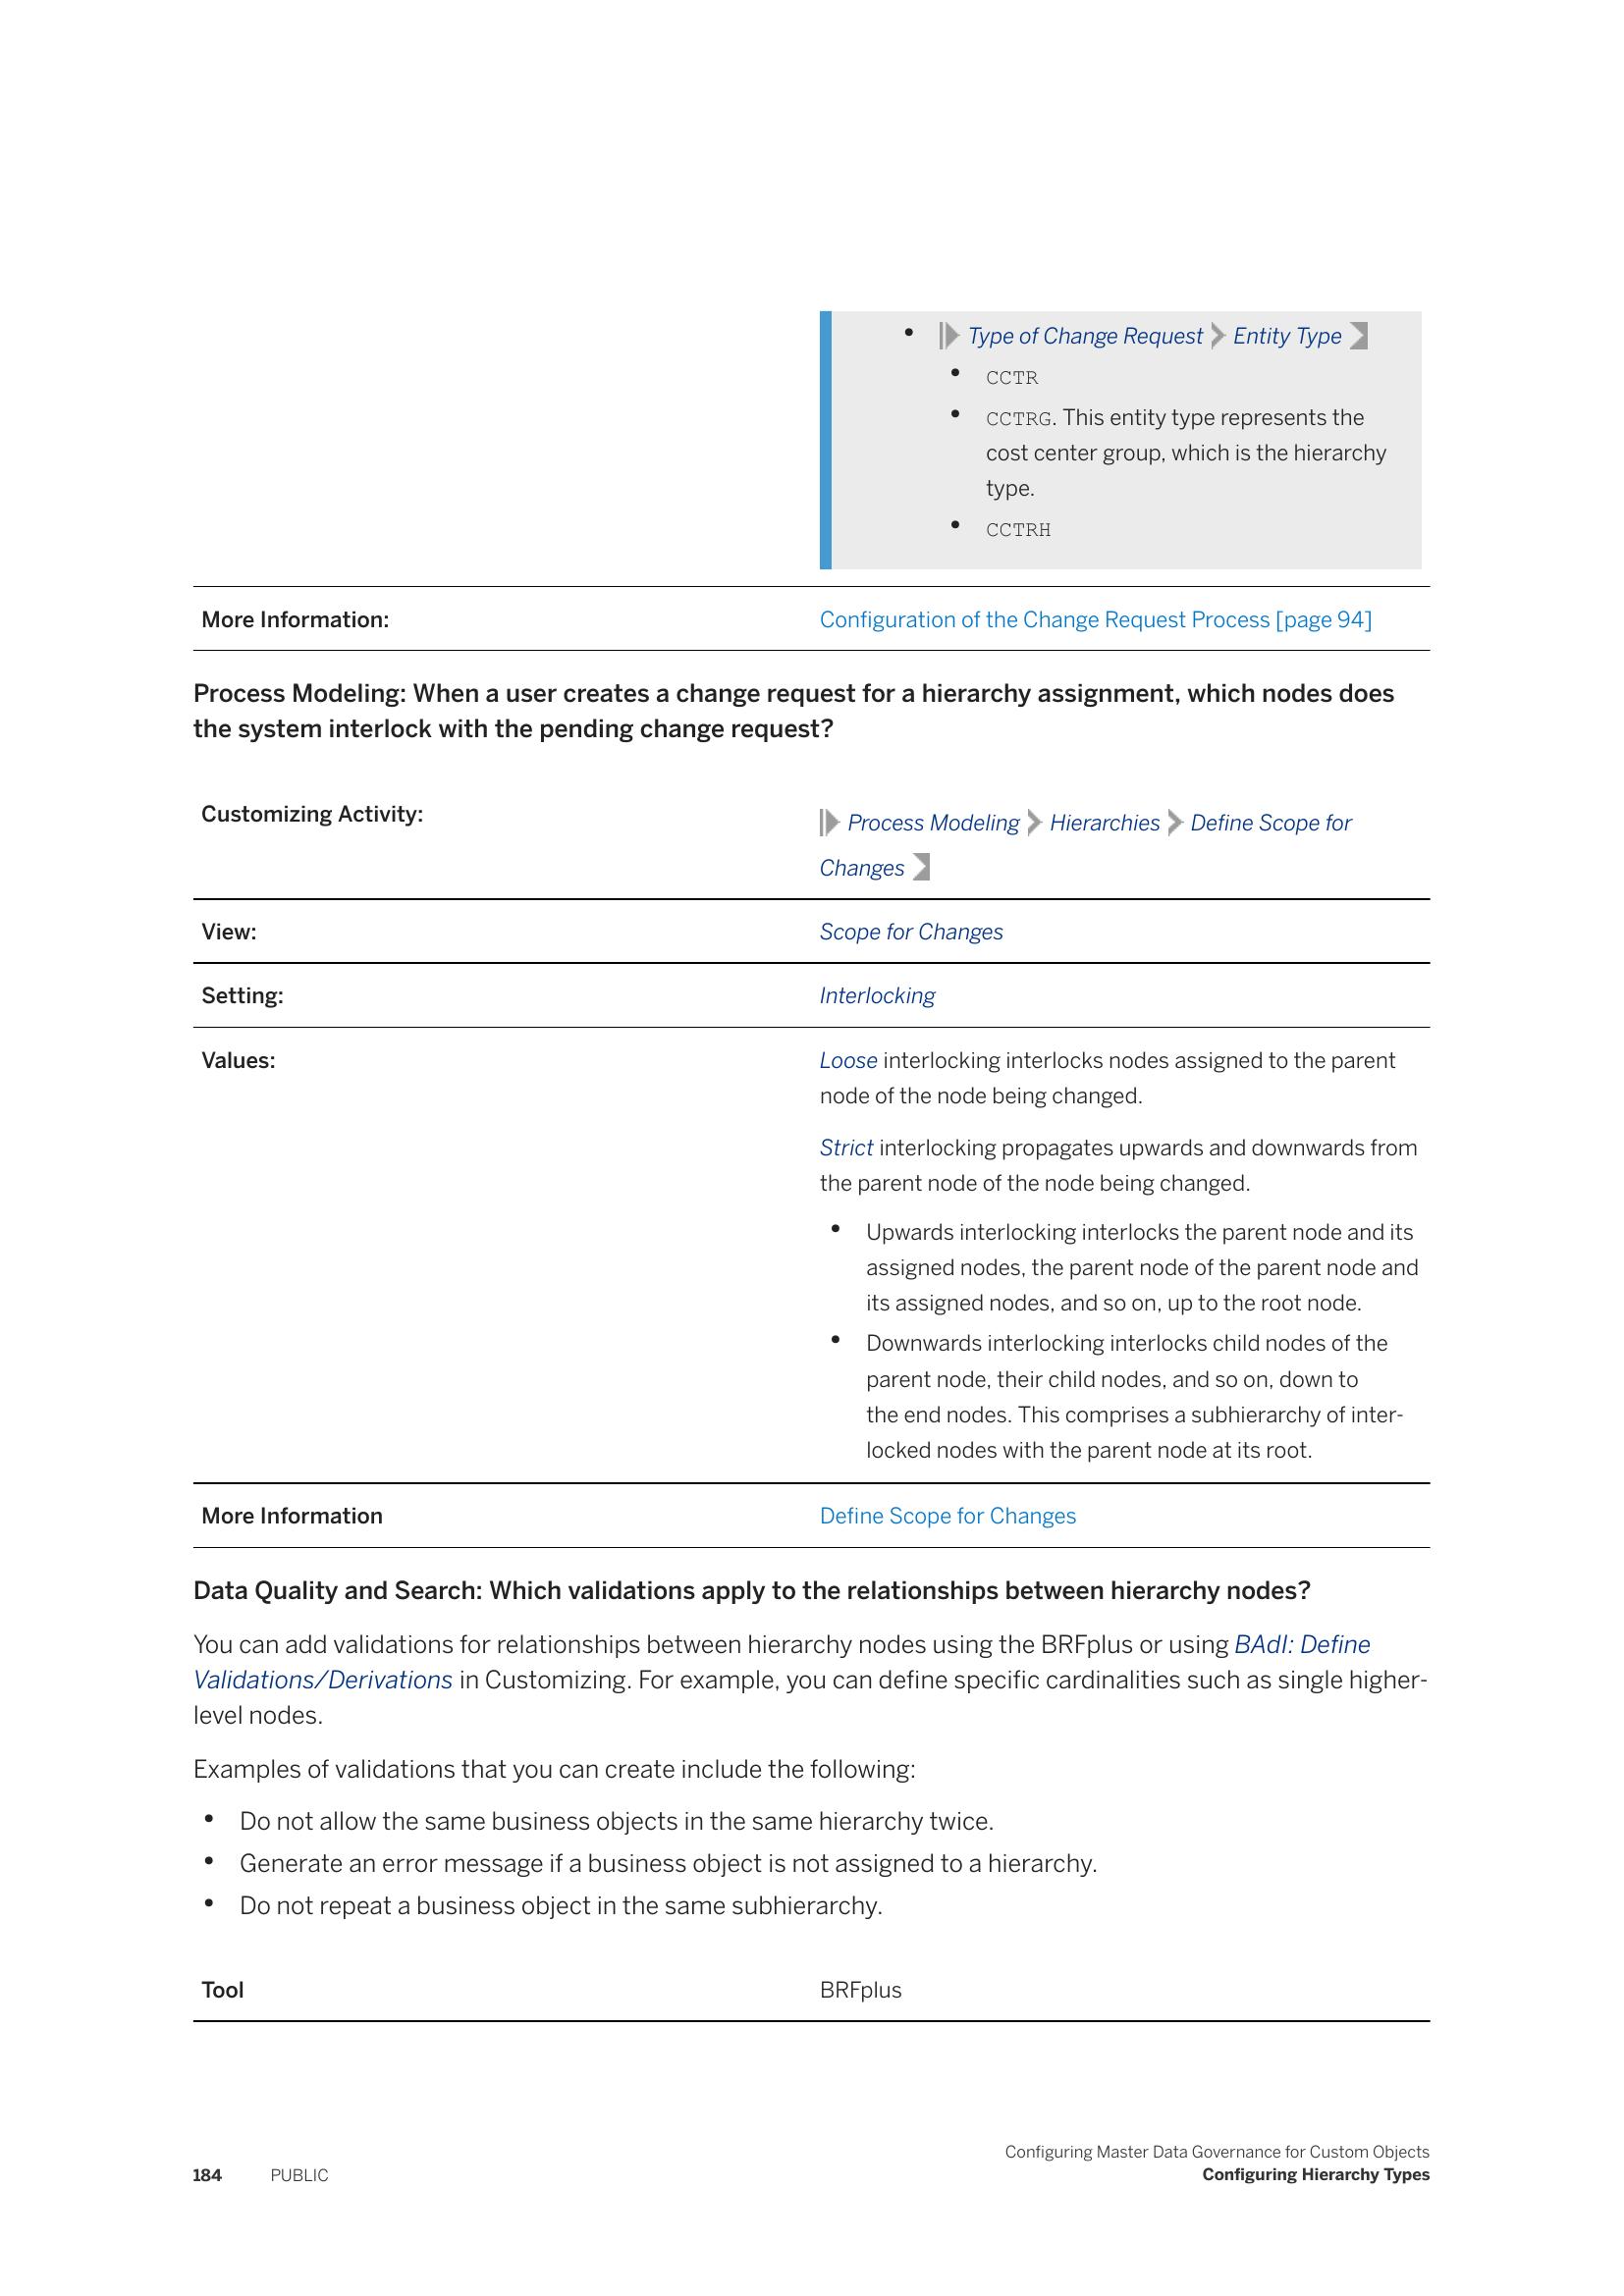 • Type of Change Request Entity Type
• CCTR
• CCTRG. This entity type represents the
cost center group, which is the hierarchy
type.
• CCTRH
More Information: Configuration of the Change Request Process [page 94]
Process Modeling: When a user creates a change request for a hierarchy assignment, which nodes does
the system interlock with the pending change request?
Customizing Activity: Process Modeling Hierarchies Define Scope for
Changes
View: Scope for Changes
Setting: Interlocking
Values: Loose interlocking interlocks nodes assigned to the parent
node of the node being changed.
Strict interlocking propagates upwards and downwards from
the parent node of the node being changed.
• Upwards interlocking interlocks the parent node and its
assigned nodes, the parent node of the parent node and
its assigned nodes, and so on, up to the root node.
• Downwards interlocking interlocks child nodes of the
parent node, their child nodes, and so on, down to
the end nodes. This comprises a subhierarchy of inter-
locked nodes with the parent node at its root.
More Information Define Scope for Changes
Data Quality and Search: Which validations apply to the relationships between hierarchy nodes?
You can add validations for relationships between hierarchy nodes using the BRFplus or using BAdI: Define
Validations/Derivations in Customizing. For example, you can define specific cardinalities such as single higher-
level nodes.
Examples of validations that you can create include the following:
• Do not allow the same business objects in the same hierarchy twice.
• Generate an error message if a business object is not assigned to a hierarchy.
• Do not repeat a business object in the same subhierarchy.
Tool BRFplus
Configuring Master Data Governance for Custom Objects
184 PUBLIC Configuring Hierarchy Types